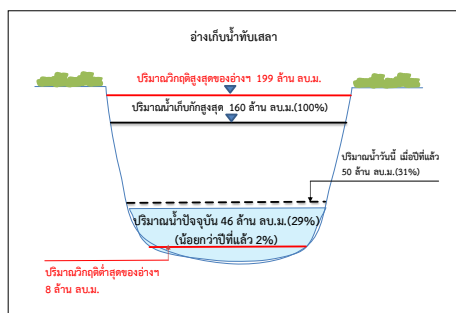 อ่างเก็บน้ำทับเสลา
ปริมาณวิกฤติสูงสุดของอ่างฯ 199 ล้าน ลบ.ม.
ปริมาณน้ำเก็บกักสูงสุด 160 ล้าน ลบ.ม.(100%)
ปริมาณน้ำวันนี้ เมื่อปีที่แล้ว
50 ล้าน ลบ.ม.(31%)
ปริมาณน้ำปัจจุบัน 46 ล้าน ลบ.ม.(29%)
(น้อยกว่าปีที่แล้ว 2%)
ปริมาณวิกฤติต่ำสุดของอ่างฯ
8 ล้าน ลบ.ม.